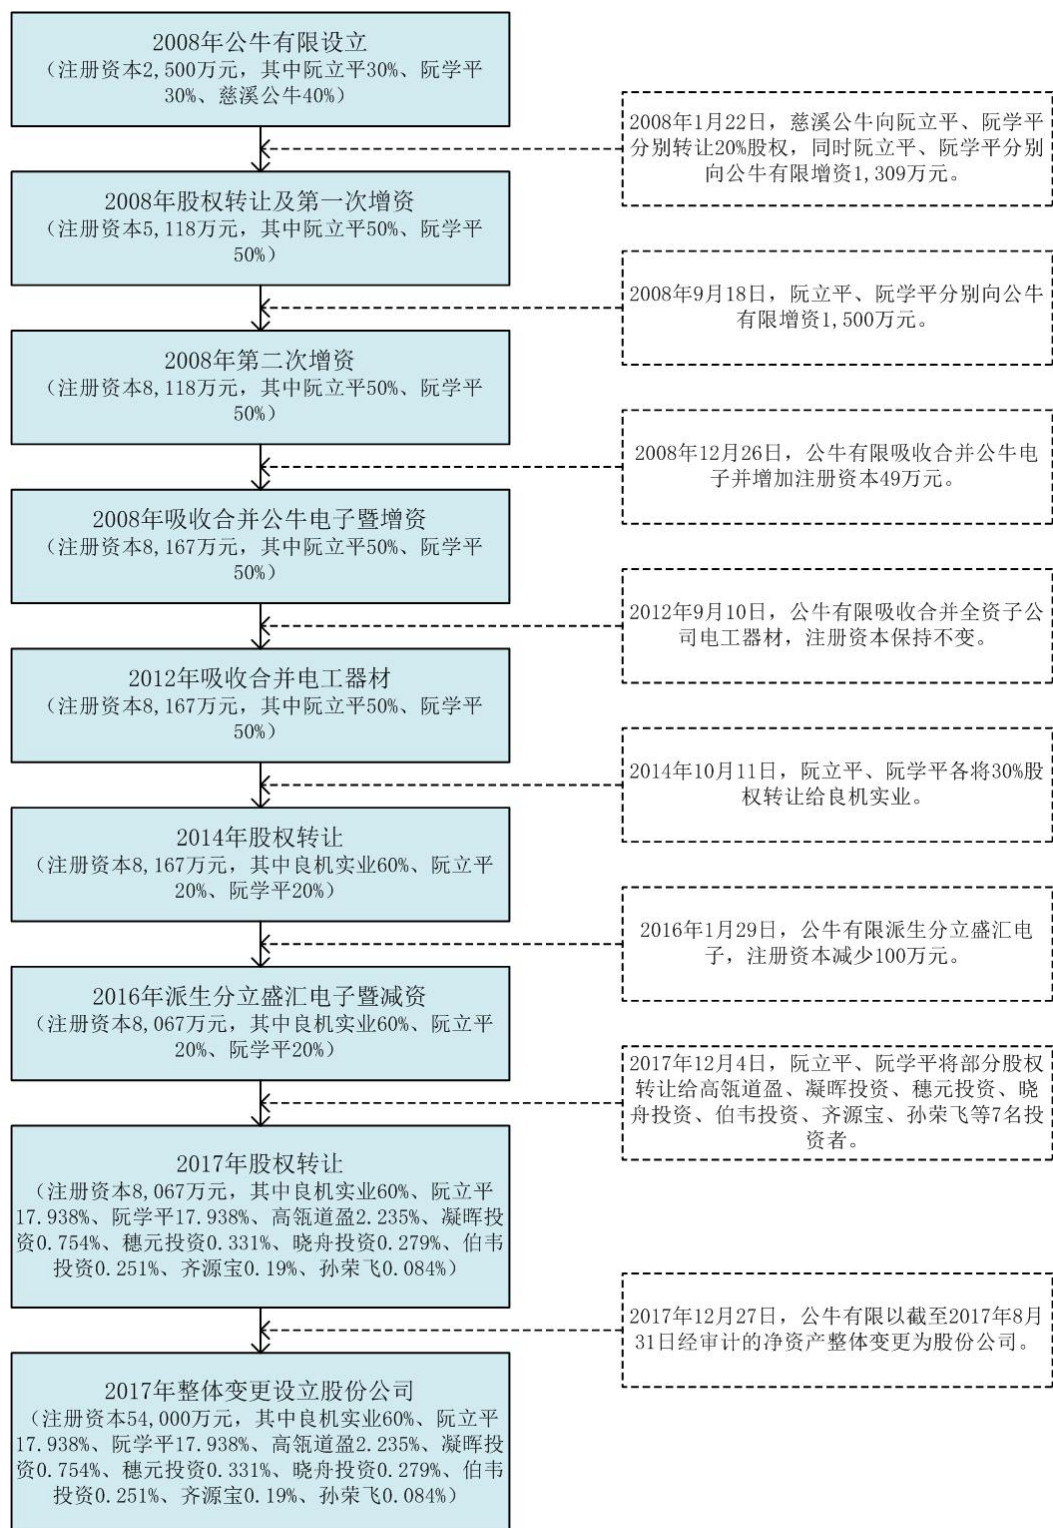 2008年公牛有限设立
（注册资本2,500万元，其中阮立平30%、阮学平
30%、慈溪公牛40%）
2008年1月22日，慈溪公牛向阮立平、阮学平
分别转让20%股权，同时阮立平、阮学平分别
向公牛有限增资1,309万元。
2008年股权转让及第一次增资
（注册资本5,118万元，其中阮立平50%、阮学平
50%）
2008年9月18日，阮立平、阮学平分别向公牛
有限增资1,500万元。
2008年第二次增资
（注册资本8,118万元，其中阮立平50%、阮学平
50%）
2008年12月26日，公牛有限吸收合并公牛电
子并增加注册资本49万元。
2008年吸收合并公牛电子暨增资
（注册资本8,167万元，其中阮立平50%、阮学平
50%）
2012年9月10日，公牛有限吸收合并全资子公
司电工器材，注册资本保持不变。
2012年吸收合并电工器材
（注册资本8,167万元，其中阮立平50%、阮学平
50%）
2014年10月11日，阮立平、阮学平各将30%股
权转让给良机实业。
2014年股权转让
（注册资本8,167万元，其中良机实业60%、阮立平
20%、阮学平20%）
2016年1月29日，公牛有限派生分立盛汇电
子，注册资本减少100万元。
2016年派生分立盛汇电子暨减资
（注册资本8,067万元，其中良机实业60%、阮立平
20%、阮学平20%）
2017年12月4日，阮立平、阮学平将部分股权
转让给高瓴道盈、凝晖投资、穗元投资、晓
舟投资、伯韦投资、齐源宝、孙荣飞等7名投
资者。
2017年股权转让
（注册资本8,067万元，其中良机实业60%、阮立平
17.938%、阮学平17.938%、高瓴道盈2.235%、凝晖投
资0.754%、穗元投资0.331%、晓舟投资0.279%、伯韦
投资0.251%、齐源宝0.19%、孙荣飞0.084%）
2017年12月27日，公牛有限以截至2017年8月
31日经审计的净资产整体变更为股份公司。
2017年整体变更设立股份公司
（注册资本54,000万元，其中良机实业60%、阮立平
17.938%、阮学平17.938%、高瓴道盈2.235%、凝晖投
资0.754%、穗元投资0.331%、晓舟投资0.279%、伯韦
投资0.251%、齐源宝0.19%、孙荣飞0.084%）